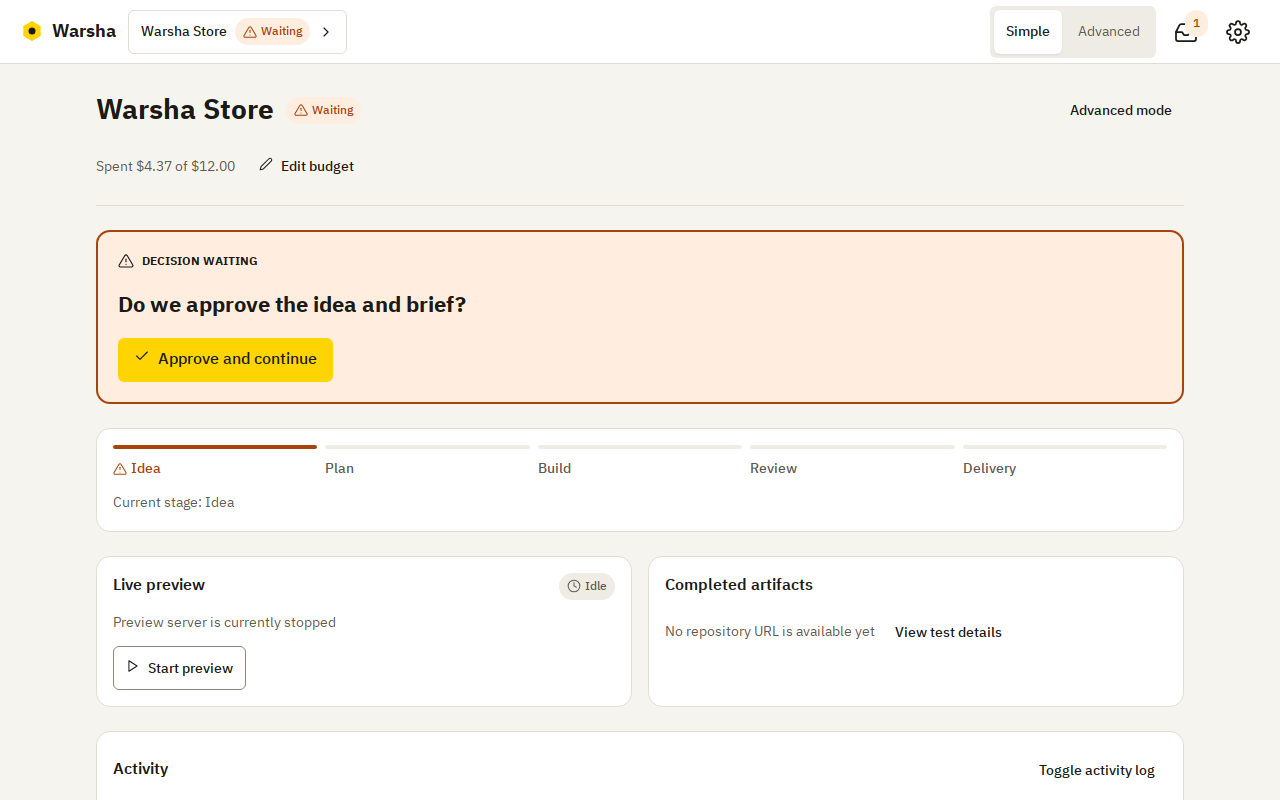 Warsha
Warsha Store Waiting
Simple Advanced
1
Warsha Store Waiting
Advanced mode
Spent $4.37 of $12.00 Edit budget
DECISION WAITING
Do we approve the idea and brief?
Approve and continue
Idea Plan Build Review Delivery
Current stage: Idea
Live preview Idle
Preview server is currently stopped
Start preview
Completed artifacts
No repository URL is available yet View test details
Activity
Toggle activity log